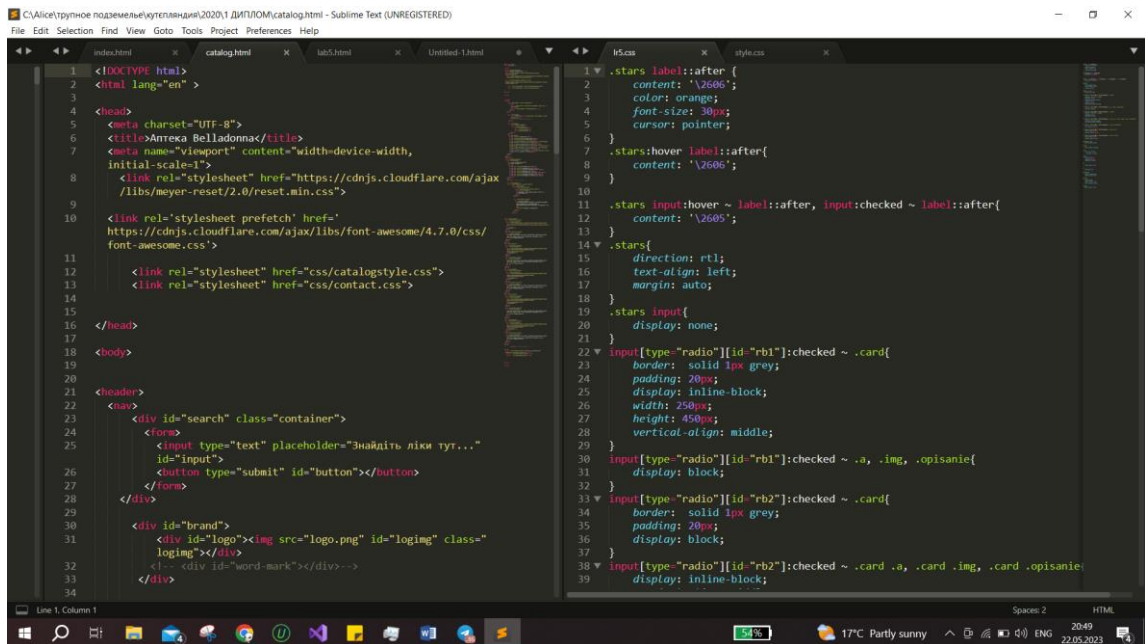 C:\Alice\трупное подземелье\кутєпляндия\2020\1 ДИПЛОМ\catalog.html - Sublime Text (UNREGISTERED)
File Edit Selection Find View Goto Tools Project Preferences Help
index.html catalog.html lab5.html Untitled-1.html
1 <!DOCTYPE html>
2 <html lang="en" >
3
4 <head>
5 <meta charset="UTF-8">
6 <title>Аптека Belladonna</title>
7 <meta name="viewport" content="width=device-width,
initial-scale=1">
8 <link rel="stylesheet" href="https://cdnjs.cloudflare.com/ajax
/libs/meyer-reset/2.0/reset.min.css">
9
10 <link rel='stylesheet prefetch' href='
https://cdnjs.cloudflare.com/ajax/libs/font-awesome/4.7.0/css/
font-awesome.css'>
11
12 <link rel="stylesheet" href="css/catalogstyle.css">
13 <link rel="stylesheet" href="css/contact.css">
14
15
16 </head>
17
18 <body>
19
20
21 <header>
22 <nav>
23 <div id="search" class="container">
24 <form>
25 <input type="text" placeholder="Знайдіть ліки тут..."
id="input">
26 <button type="submit" id="button"></button>
27 </form>
28 </div>
29
30 <div id="brand">
31 <div id="logo"><img src="logo.png" id="logimg" class="
logimg"></div>
32 <!-- <div id="word-mark"></div>-->
33 </div>
34
lr5.css style.css
1 .stars label::after {
2 content: '\2606';
3 color: orange;
4 font-size: 30px;
5 cursor: pointer;
6 }
7 .stars:hover label::after{
8 content: '\2606';
9 }
10
11 .stars input:hover ~ label::after, input:checked ~ label::after{
12 content: '\2605';
13 }
14 .stars{
15 direction: rtl;
16 text-align: left;
17 margin: auto;
18 }
19 .stars input{
20 display: none;
21 }
22 input[type="radio"][id="rb1"]:checked ~ .card{
23 border: solid 1px grey;
24 padding: 20px;
25 display: inline-block;
26 width: 250px;
27 height: 450px;
28 vertical-align: middle;
29 }
30 input[type="radio"][id="rb1"]:checked ~ .a, .img, .opisanie{
31 display: block;
32 }
33 input[type="radio"][id="rb2"]:checked ~ .card{
34 border: solid 1px grey;
35 padding: 20px;
36 display: block;
37 }
38 input[type="radio"][id="rb2"]:checked ~ .card .a, .card .img, .card .opisanie
39 display: inline-block;
Line 1, Column 1
Spaces: 2 HTML
54%
17°C Partly sunny
ENG
20:49
22.05.2023